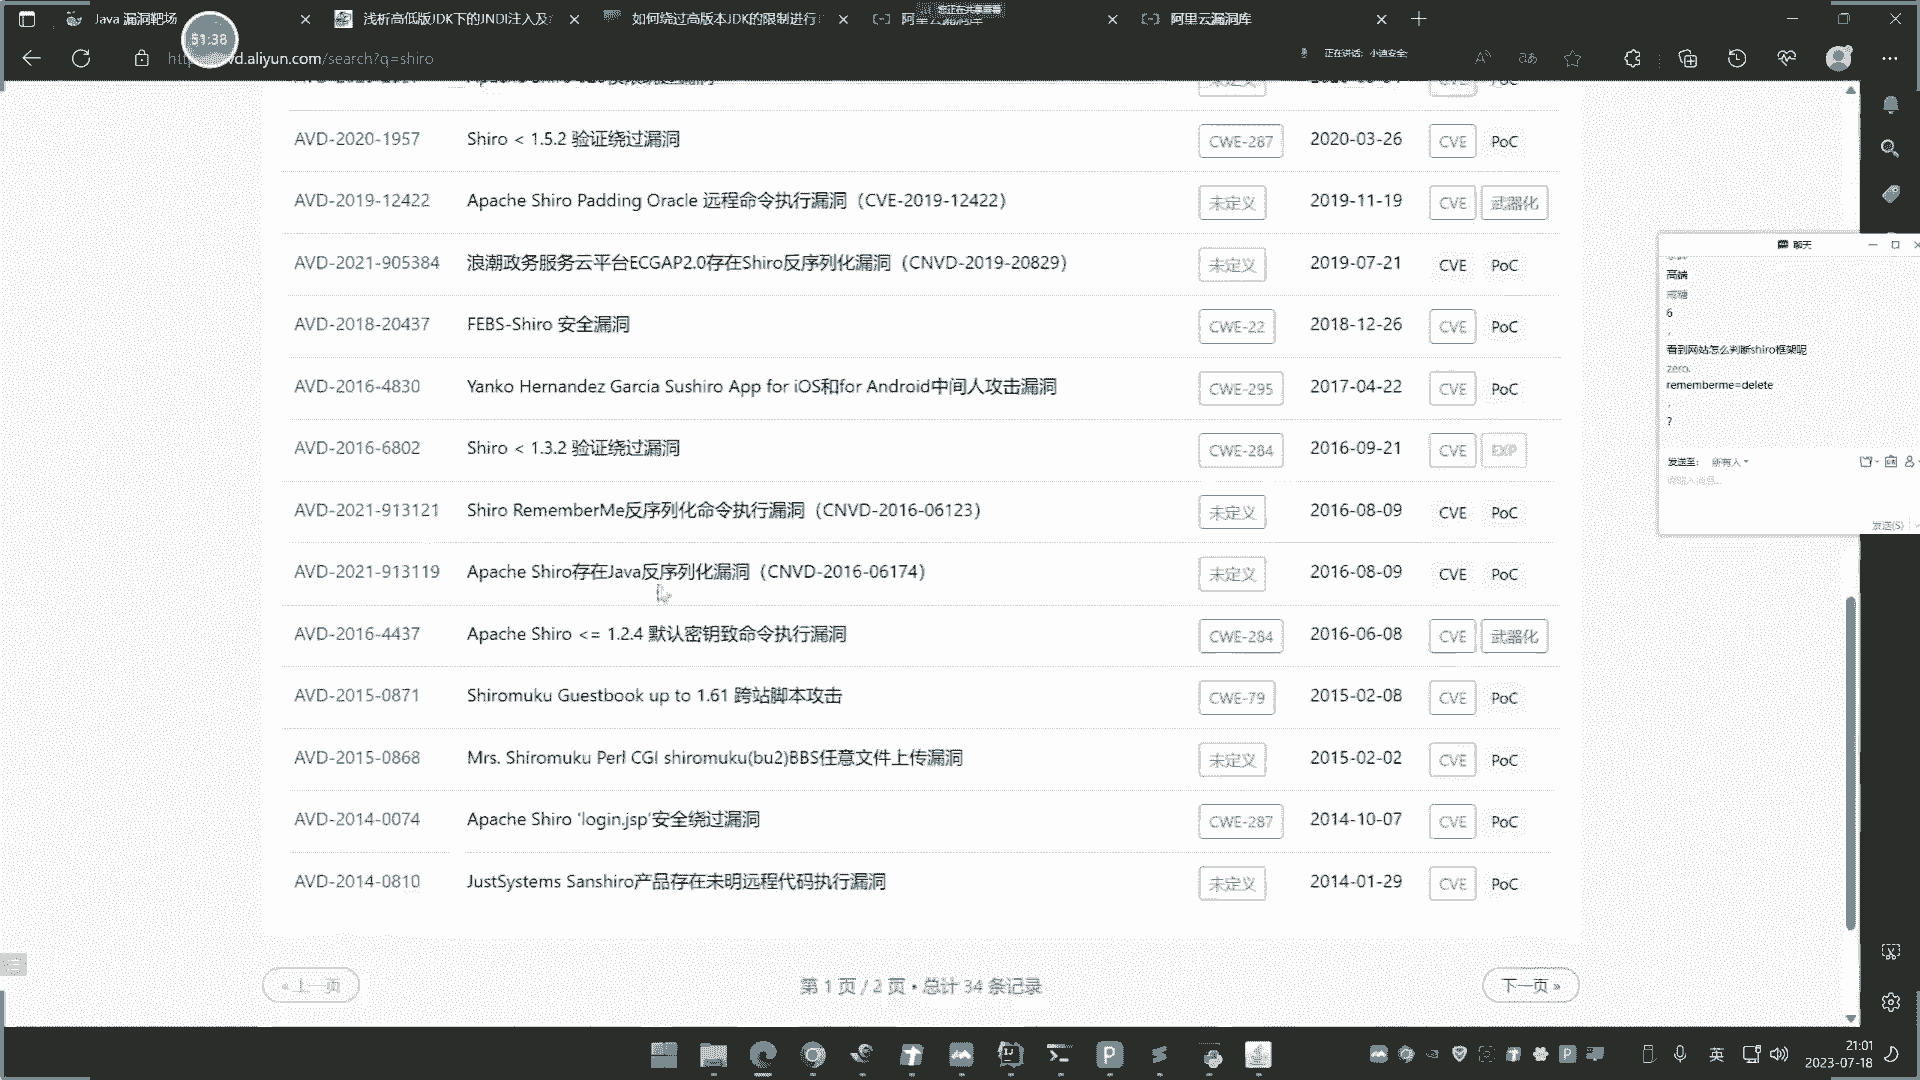 Java 漏洞靶场
浅析高低版JDK下的JNDI注入及
如何绕过高版本JDK的限制进行
阿里云漏洞库
阿里云漏洞库
51:38
d.aliyun.com/search?q=shiro
正在讲话: 小迪安全;
AVD-2020-1957 Shiro < 1.5.2 验证绕过漏洞 CWE-287 2020-03-26 CVE PoC
AVD-2019-12422 Apache Shiro Padding Oracle 远程命令执行漏洞（CVE-2019-12422） 未定义 2019-11-19 CVE 武器化
AVD-2021-905384 浪潮政务服务云平台ECGAP2.0存在Shiro反序列化漏洞（CNVD-2019-20829） 未定义 2019-07-21 CVE PoC
AVD-2018-20437 FEBS-Shiro 安全漏洞 CWE-22 2018-12-26 CVE PoC
AVD-2016-4830 Yanko Hernandez Garcia Sushiro App for iOS和for Android中间人攻击漏洞 CWE-295 2017-04-22 CVE PoC
AVD-2016-6802 Shiro < 1.3.2 验证绕过漏洞 CWE-284 2016-09-21 CVE EXP
AVD-2021-913121 Shiro RememberMe反序列化命令执行漏洞（CNVD-2016-06123） 未定义 2016-08-09 CVE PoC
AVD-2021-913119 Apache Shiro存在Java反序列化漏洞（CNVD-2016-06174） 未定义 2016-08-09 CVE PoC
AVD-2016-4437 Apache Shiro <= 1.2.4 默认密钥致命令执行漏洞 CWE-284 2016-06-08 CVE 武器化
AVD-2015-0871 Shiromuku Guestbook up to 1.61 跨站脚本攻击 CWE-79 2015-02-08 CVE PoC
AVD-2015-0868 Mrs. Shiromuku Perl CGI shiromuku(bu2)BBS任意文件上传漏洞 未定义 2015-02-02 CVE PoC
AVD-2014-0074 Apache Shiro 'login.jsp'安全绕过漏洞 CWE-287 2014-10-07 CVE PoC
AVD-2014-0810 JustSystems Sanshiro产品存在未明远程代码执行漏洞 未定义 2014-01-29 CVE PoC
« 上一页
第 1 页 / 2 页 • 总计 34 条记录
下一页 »
聊天
高端
6
,
看到网站怎么判断shiro框架呢
zero.
rememberme=delete
,
?
发送至: 所有人
请输入消息...
发送(S)
英
21:01
2023-07-18